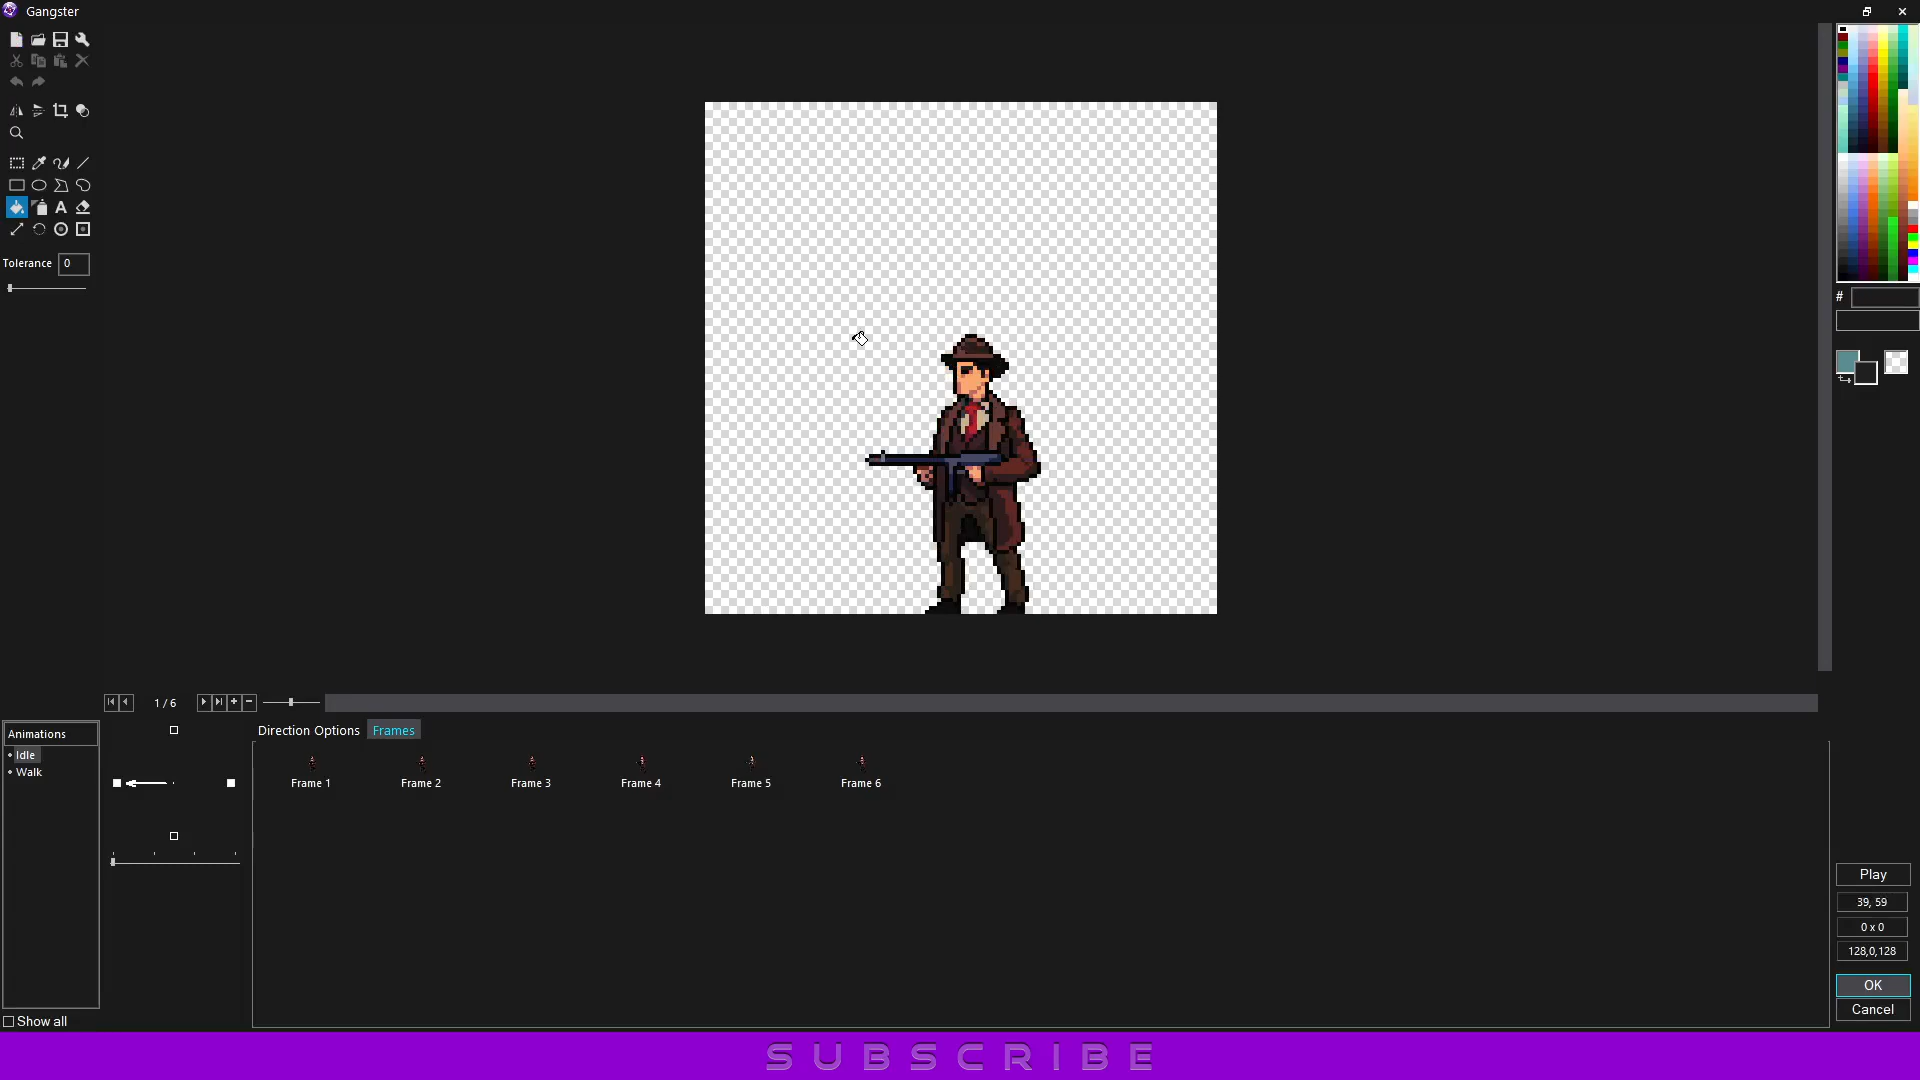 Gangster
A
Tolerance 0
#
1 / 6
Animations
Idle
Walk
Direction Options Frames
Frame 1 Frame 2 Frame 3 Frame 4 Frame 5 Frame 6
Play
39, 59
0 x 0
128,0,128
OK
Cancel
Show all
SUBSCRIBE